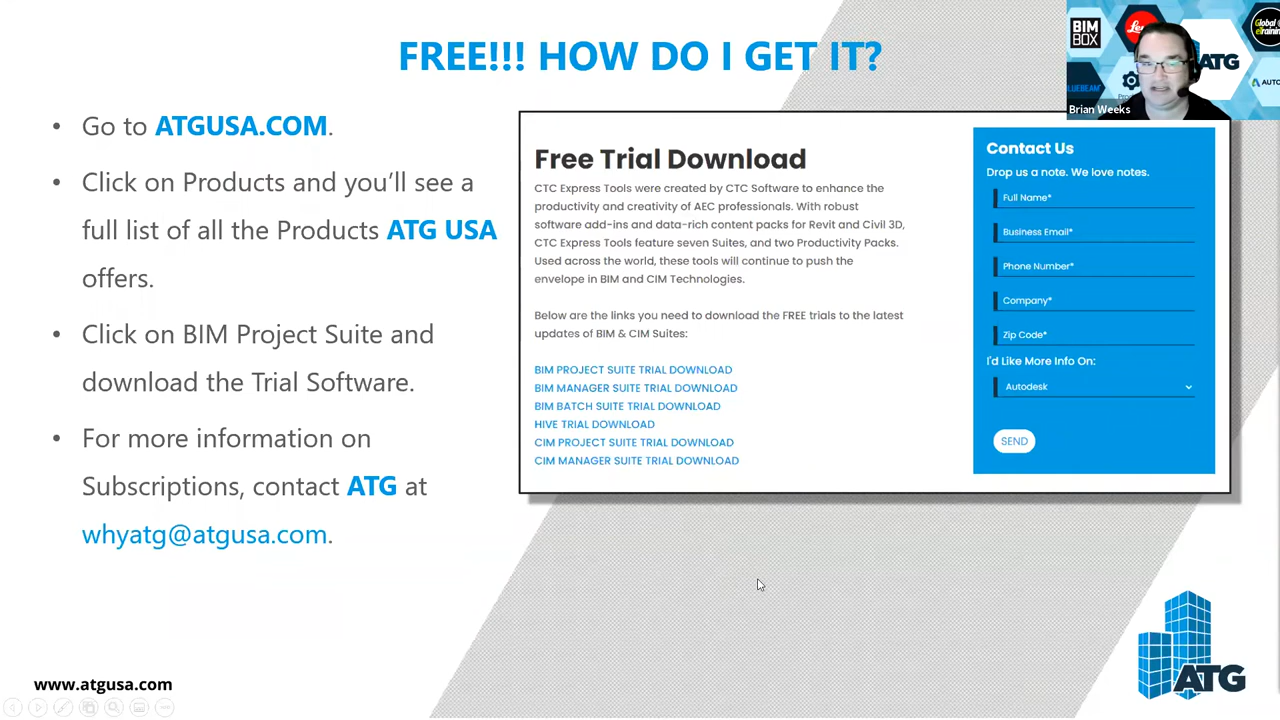 FREE!!! HOW DO I GET IT?
• Go to ATGUSA.COM.
• Click on Products and you'll see a
full list of all the Products ATG USA
offers.
• Click on BIM Project Suite and
download the Trial Software.
• For more information on
Subscriptions, contact ATG at
whyatg@atgusa.com.
Free Trial Download
CTC Express Tools were created by CTC Software to enhance the
productivity and creativity of AEC professionals. With robust
software add-ins and data-rich content packs for Revit and Civil 3D,
CTC Express Tools feature seven Suites, and two Productivity Packs.
Used across the world, these tools will continue to push the
envelope in BIM and CIM Technologies.
Below are the links you need to download the FREE trials to the latest
updates of BIM & CIM Suites:
BIM PROJECT SUITE TRIAL DOWNLOAD
BIM MANAGER SUITE TRIAL DOWNLOAD
BIM BATCH SUITE TRIAL DOWNLOAD
HIVE TRIAL DOWNLOAD
CIM PROJECT SUITE TRIAL DOWNLOAD
CIM MANAGER SUITE TRIAL DOWNLOAD
Contact Us
Drop us a note. We love notes.
Full Name*
Business Email*
Phone Number*
Company*
Zip Code*
I'd Like More Info On:
Autodesk
SEND
BIM
BOX
Global
ATG
Brian Weeks
www.atgusa.com
ATG